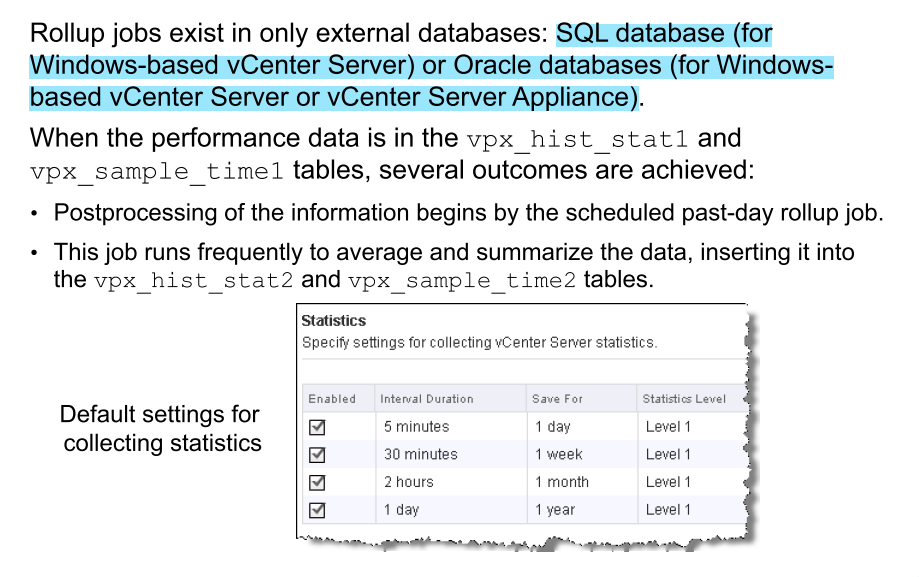 Rollup jobs exist in only external databases: SQL database (for
Windows-based vCenter Server) or Oracle databases (for Windows-
based vCenter Server or vCenter Server Appliance).
When the performance data is in the vpx_hist_stat1 and
vpx_sample_time1 tables, several outcomes are achieved:
• Postprocessing of the information begins by the scheduled past-day rollup job.
• This job runs frequently to average and summarize the data, inserting it into
the vpx_hist_stat2 and vpx_sample_time2 tables.
Default settings for
collecting statistics
Statistics
Specify settings for collecting vCenter Server statistics.
Enabled Interval Duration Save For Statistics Level
5 minutes 1 day Level 1
30 minutes 1 week Level 1
2 hours 1 month Level 1
1 day 1 year Level 1